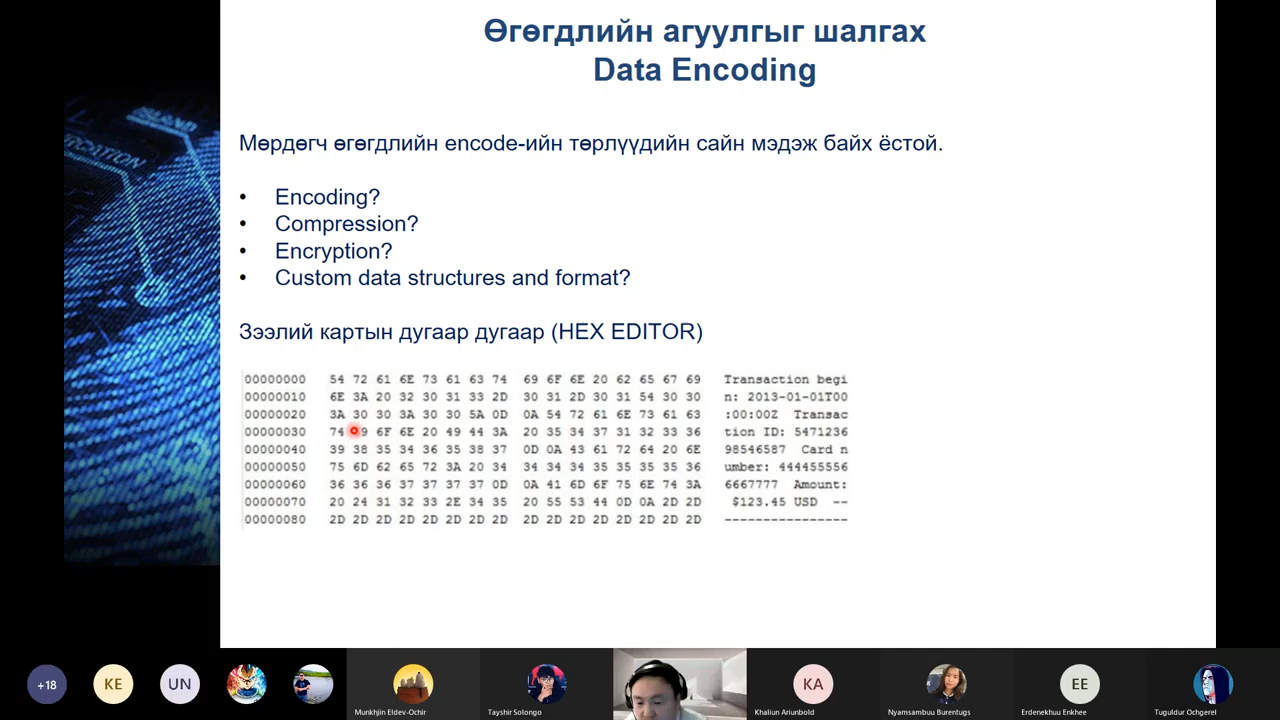 Өгөгдлийн агуулгыг шалгах
Data Encoding
ISLAND
Мөрдөгч өгөгдлийн encode-ийн төрлүүдийн сайн мэдэж байх ёстой.
• Encoding?
• Compression?
• Encryption?
• Custom data structures and format?
Зээлий картын дугаар дугаар (HEX EDITOR)
00000000 54 72 61 6E 73 61 63 74 69 6F 6E 20 62 65 67 69 Transaction begi
00000010 6E 3A 20 32 30 31 33 2D 30 31 2D 30 31 54 30 30 n: 2013-01-01T00
00000020 3A 30 30 3A 30 30 5A 0D 0A 54 72 61 6E 73 61 63 :00:00Z Transac
00000030 74 9 6F 6E 20 49 44 3A 20 35 34 37 31 32 33 36 tion ID: 5471236
00000040 39 38 35 34 36 35 38 37 0D 0A 43 61 72 64 20 6E 98546587 Card n
00000050 75 6D 62 65 72 3A 20 34 34 34 34 35 35 35 35 36 umber: 444455556
00000060 36 36 36 37 37 37 37 0D 0A 41 6D 6F 75 6E 74 3A 6667777 Amount:
00000070 20 24 31 32 33 2E 34 35 20 55 53 44 0D 0A 2D 2D $123.45 USD --
00000080 2D 2D 2D 2D 2D 2D 2D 2D 2D 2D 2D 2D 2D 2D 2D 2D ----------------
+18 KE UN KA EE
Munkhjin Eldev-Ochir Tayshir Solongo Khaliun Ariunbold Nyamsambuu Burentugs Erdenekhuu Enkhee Tuguldur Ochgerel